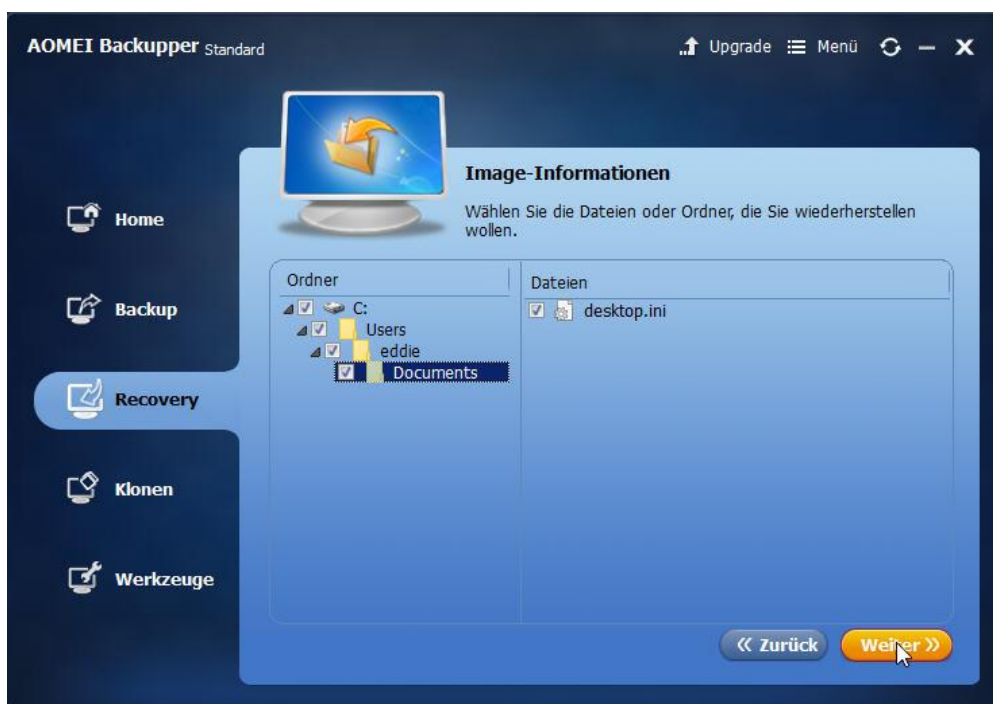 AOMEI Backupper Standard
Upgrade
Menü
Image-Informationen
Wählen Sie die Dateien oder Ordner, die Sie wiederherstellen
wollen.
Home
Backup
Recovery
Klonen
Werkzeuge
Ordner
C:
Users
eddie
Documents
Dateien
desktop.ini
Zurück
Weiter